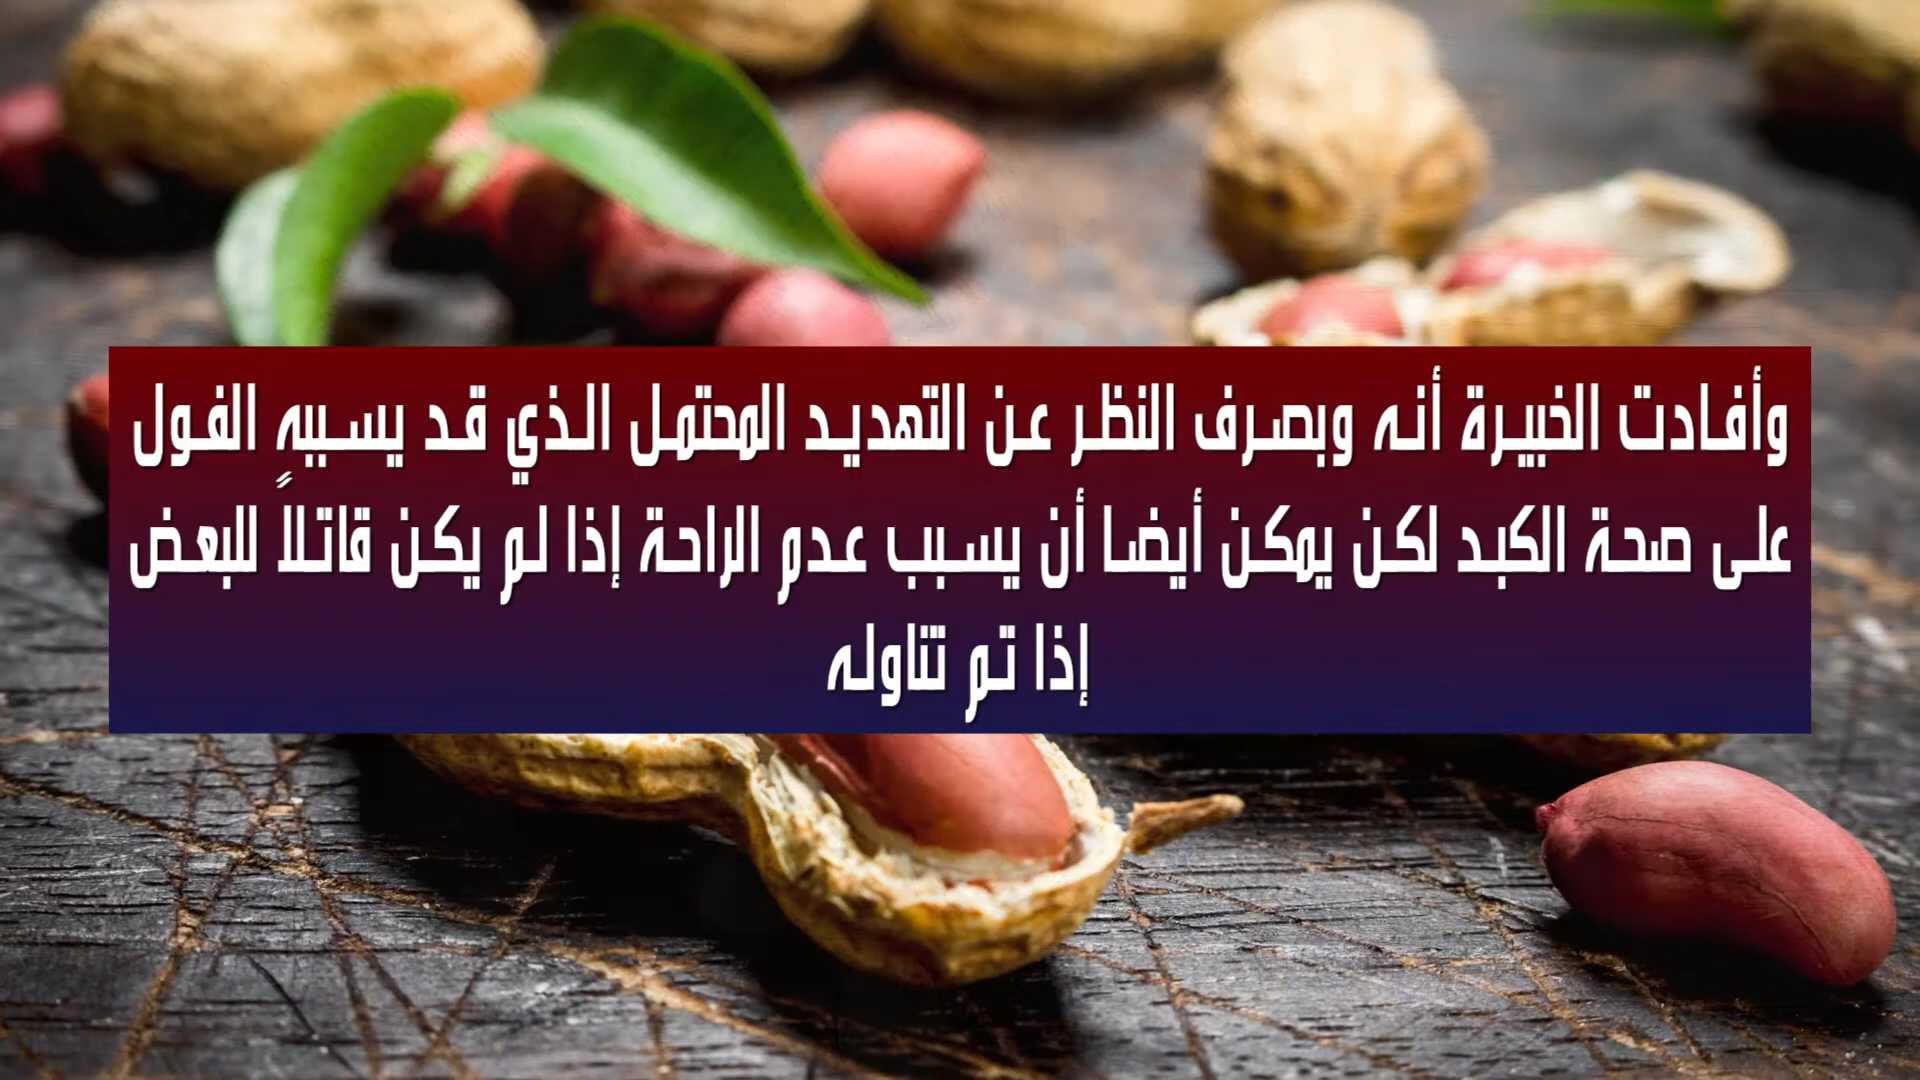 وأفادت الخبيرة أنه وبصرف النظر عن التهديد المحتمل الذي قد يسببه الفول
على صحة الكبد لكن يمكن أيضا أن يسبب عدم الراحة إذا لم يكن قاتلاً للبعض
إذا تم تناوله